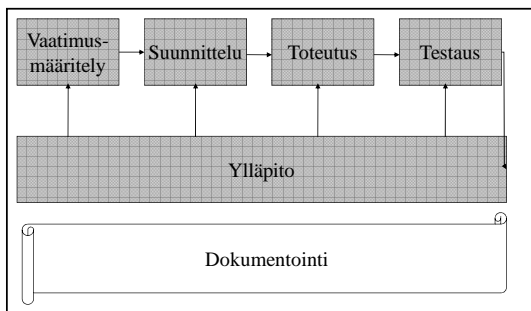 Vaatimus-
määritely
Suunnittelu
Toteutus
Testaus
Ylläpito
Dokumentointi